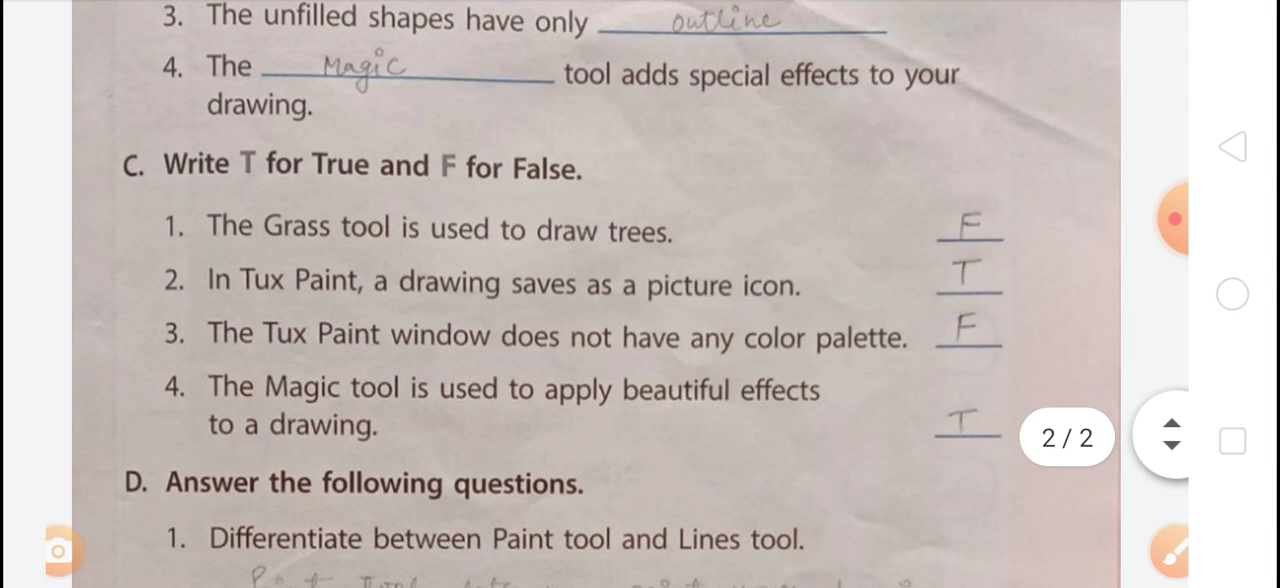 3. The unfilled shapes have only outline
4. The Magic tool adds special effects to your
drawing.
C. Write T for True and F for False.
1. The Grass tool is used to draw trees. F
2. In Tux Paint, a drawing saves as a picture icon. T
3. The Tux Paint window does not have any color palette. F
4. The Magic tool is used to apply beautiful effects
to a drawing. T
2/2
D. Answer the following questions.
1. Differentiate between Paint tool and Lines tool.